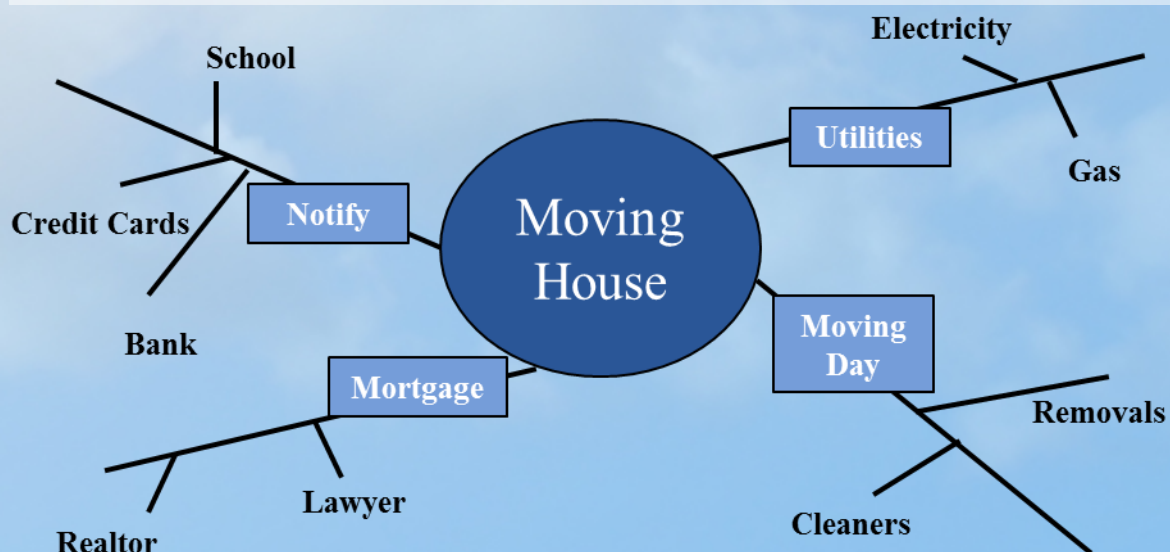 School
Electricity
Utilities
Gas
Credit Cards
Notify
Moving
House
Bank
Moving
Day
Mortgage
Removals
Lawyer
Cleaners
Realtor